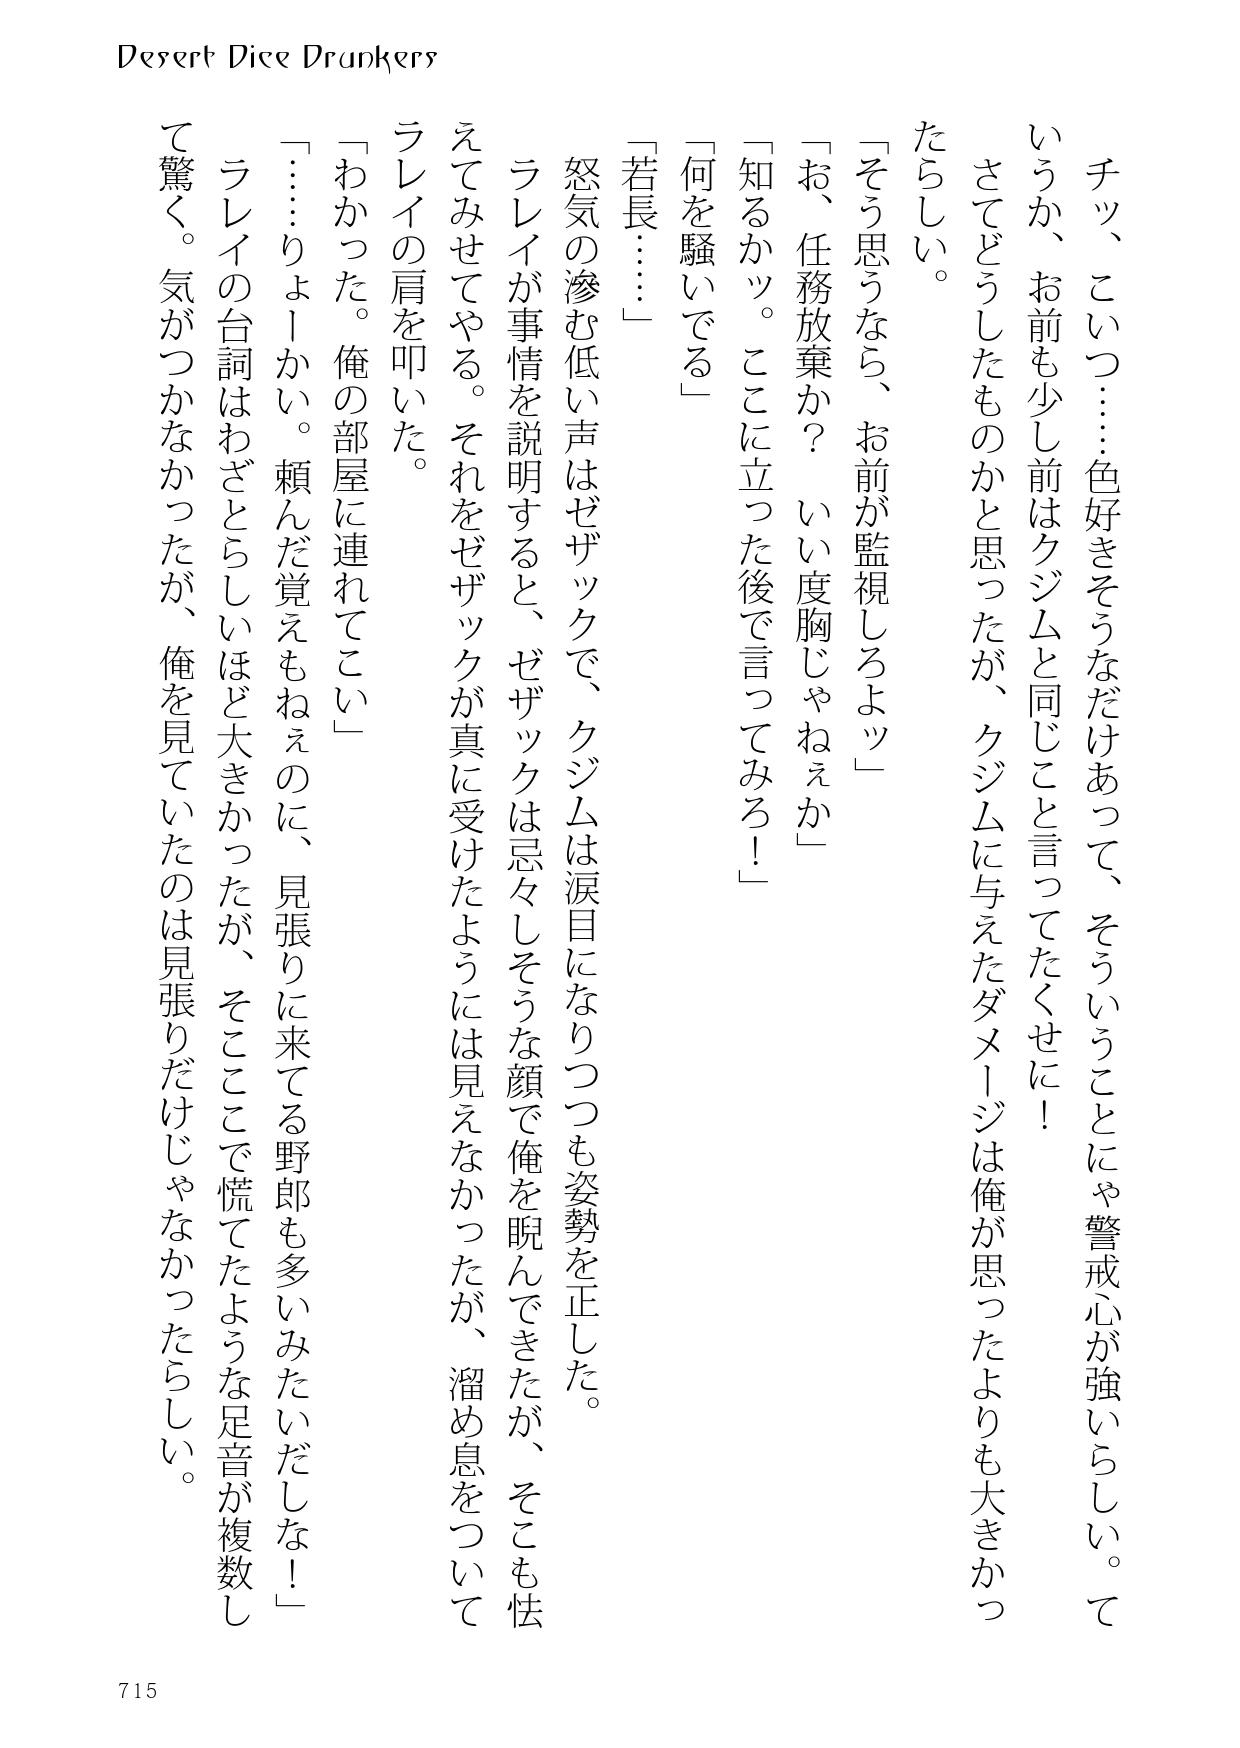 Desert Dice Drunkers
チッ、こいつ……色好きそうなだけあって、そういうことにゃ警戒心が強いらしい。て
いうか、お前も少し前はクジムと同じこと言ってたくせに！
さてどうしたものかと思ったが、クジムに与えたダメージは俺が思ったよりも大きかっ
たらしい。
「そう思うなら、お前が監視しろよッ」
「お、任務放棄か？　いい度胸じゃねぇか」
「知るかッ。ここに立った後で言ってみろ！」
「何を騒いでる」
「若長……」
怒気の滲む低い声はゼザックで、クジムは涙目になりつつも姿勢を正した。
ラレイが事情を説明すると、ゼザックは忌々しそうな顔で俺を睨んできたが、そこも怯
えてみせてやる。それをゼザックが真に受けたようには見えなかったが、溜め息をついて
ラレイの肩を叩いた。
「わかった。俺の部屋に連れてこい」
「……りょーかい。頼んだ覚えもねぇのに、見張りに来てる野郎も多いみたいだしな！」
ラレイの台詞はわざとらしいほど大きかったが、そこここで慌てたような足音が複数し
て驚く。気がつかなかったが、俺を見ていたのは見張りだけじゃなかったらしい。
715